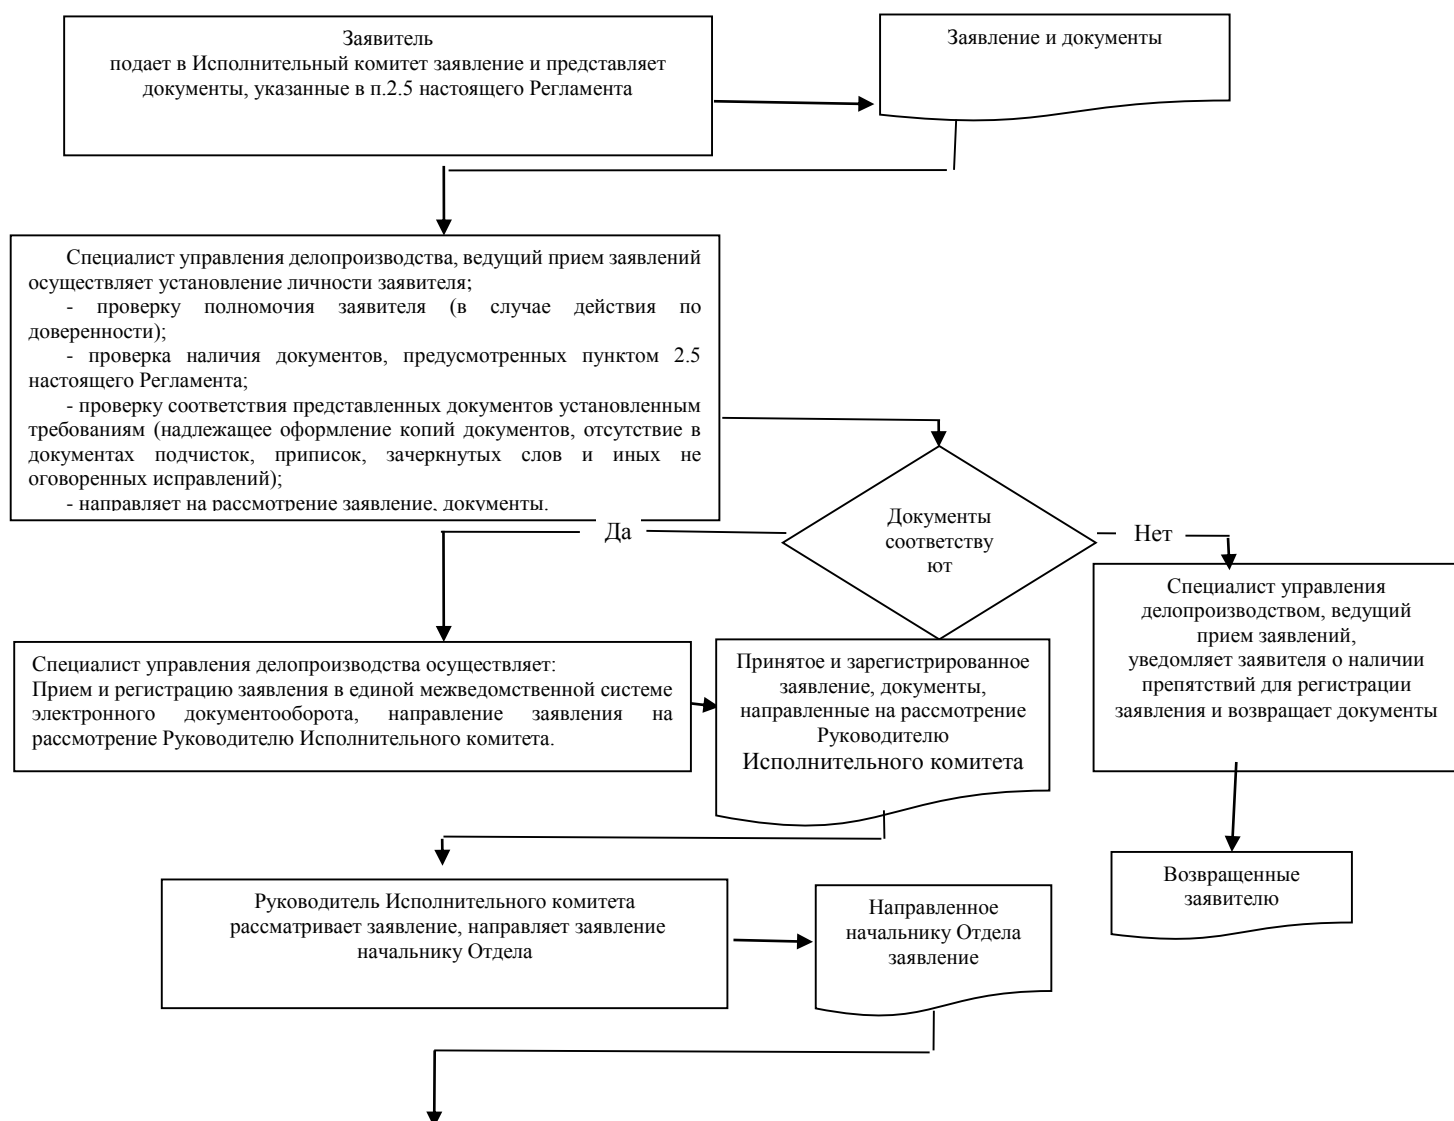 Заявитель
подает в Исполнительный комитет заявление и представляет
документы, указанные в п.2.5 настоящего Регламента
Заявление и документы
Специалист управления делопроизводства, ведущий прием заявлений
осуществляет установление личности заявителя;
- проверку полномочия заявителя (в случае действия по
доверенности);
- проверка наличия документов, предусмотренных пунктом 2.5
настоящего Регламента;
- проверку соответствия представленных документов установленным
требованиям (надлежащее оформление копий документов, отсутствие в
документах подчисток, приписок, зачеркнутых слов и иных не
оговоренных исправлений);
- направляет на рассмотрение заявление, документы.
Документы
соответству
ют
Да
Нет
Специалист управления
делопроизводством, ведущий
прием заявлений,
уведомляет заявителя о наличии
препятствий для регистрации
заявления и возвращает документы
Специалист управления делопроизводства осуществляет:
Прием и регистрацию заявления в единой межведомственной системе
электронного документооборота, направление заявления на
рассмотрение Руководителю Исполнительного комитета.
Принятое и зарегистрированное
заявление, документы,
направленные на рассмотрение
Руководителю
Исполнительного комитета
Возвращенные
заявителю
Руководитель Исполнительного комитета
рассматривает заявление, направляет заявление
начальнику Отдела
Направленное
начальнику Отдела
заявление